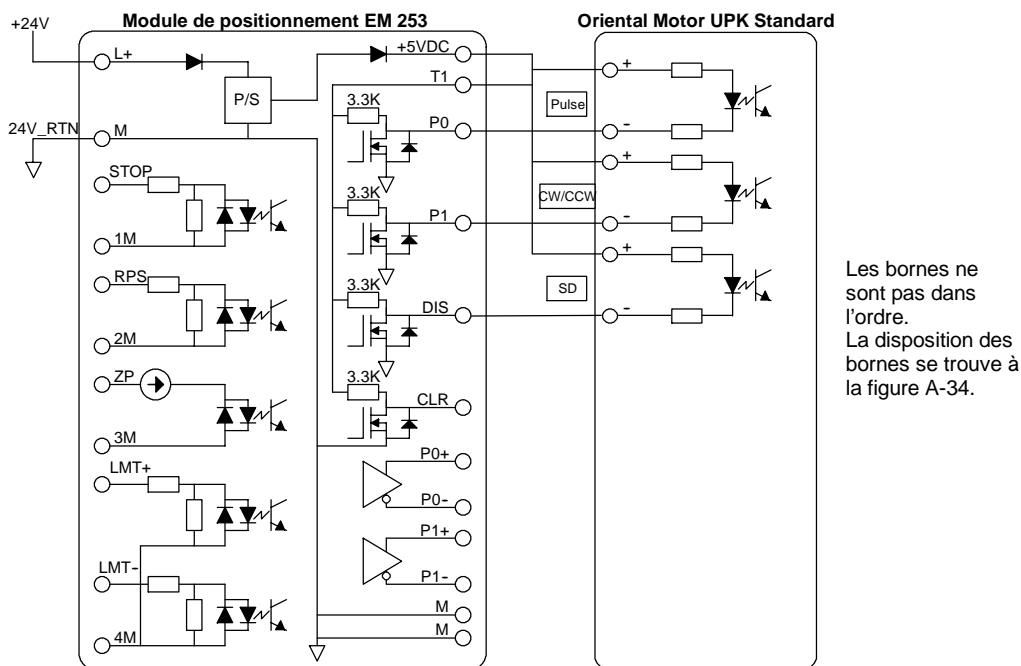 Module de positionnement EM 253
Oriental Motor UPK Standard
+24V
L+
+5VDC
T1
P/S
3.3K
P0
24V_RTN
M
STOP
1M
3.3K
P1
RPS
2M
3.3K
DIS
ZP
3M
3.3K
CLR
LMT+
P0+
P0-
P1+
LMT-
P1-
4M
M
M
+
Pulse
-
+
CW/CCW
-
+
SD
-
Les bornes ne
sont pas dans
l'ordre.
La disposition des
bornes se trouve à
la figure A-34.